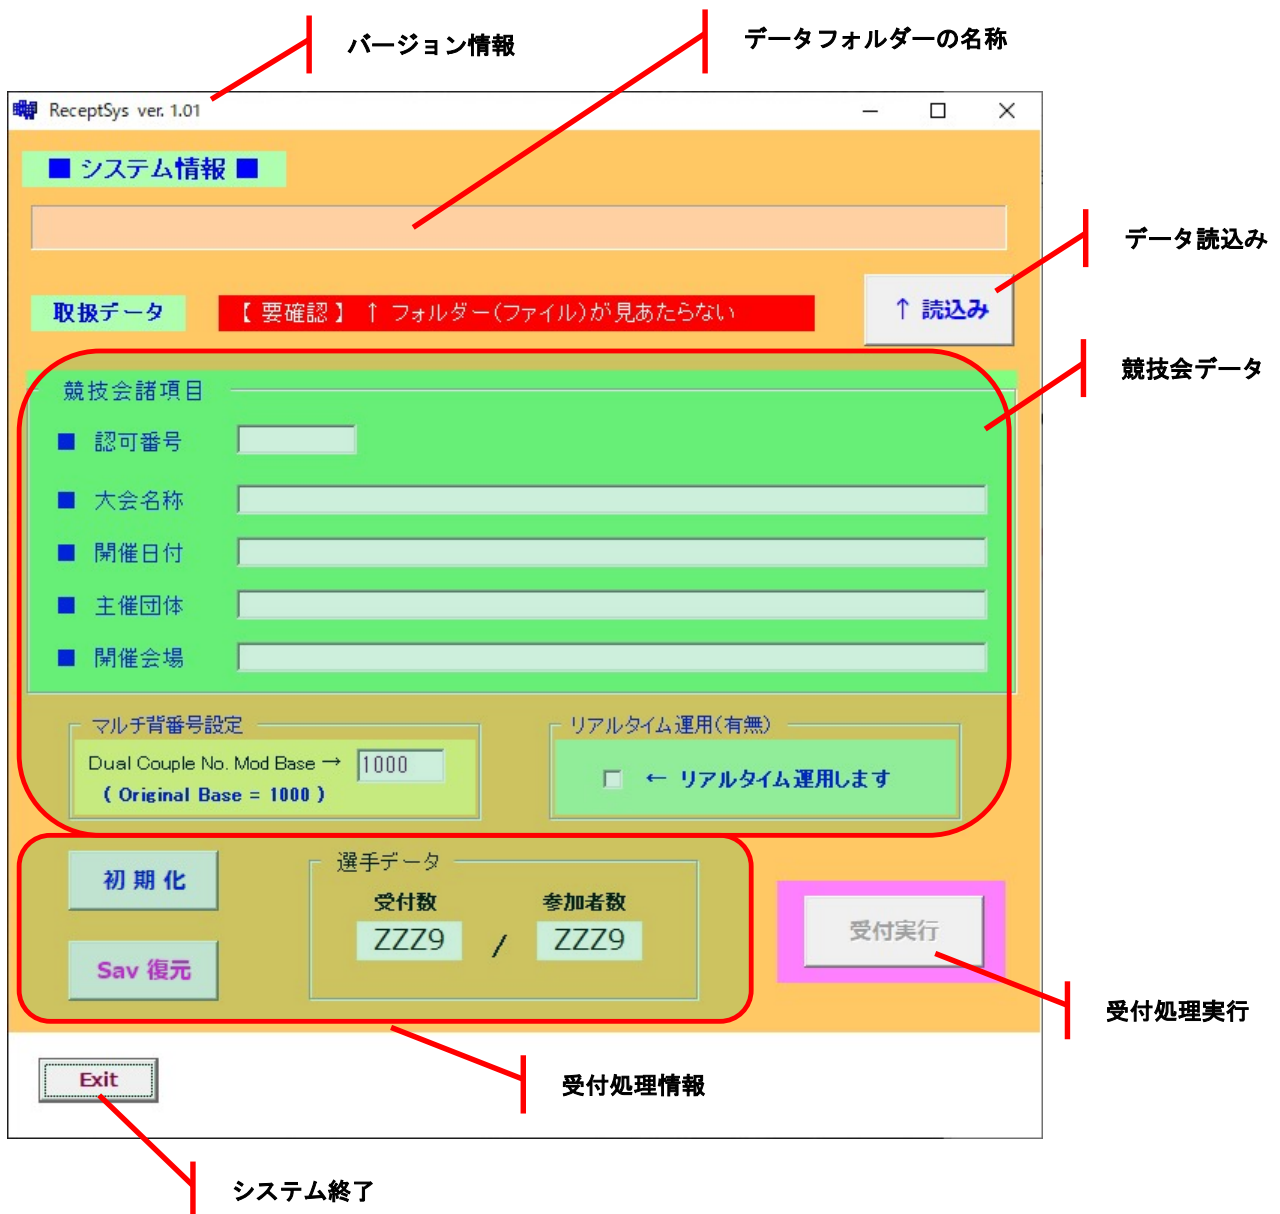 バージョン情報
データフォルダーの名称
ReceptSys ver. 1.01
■ システム情報 ■
データ読込み
取扱データ
【 要確認 】 ↑ フォルダー(ファイル)が見あたらない
↑ 読込み
競技会データ
競技会諸項目
■ 認可番号
■ 大会名称
■ 開催日付
■ 主催団体
■ 開催会場
マルチ背番号設定
Dual Couple No. Mod Base → 1000
( Original Base = 1000 )
リアルタイム運用(有無)
← リアルタイム運用します
初 期 化
Sav 復元
選手データ
受付数 参加者数
ZZZ9 / ZZZ9
受付実行
受付処理実行
Exit
受付処理情報
システム終了